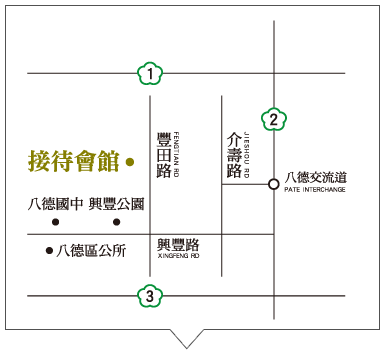 1
2
豐田路
FENGTIAN RD
介壽路
JIESHOU RD
接待會館
八德交流道
PATE INTERCHANGE
八德國中 興豐公園
興豐路
XINGFENG RD
八德區公所
3